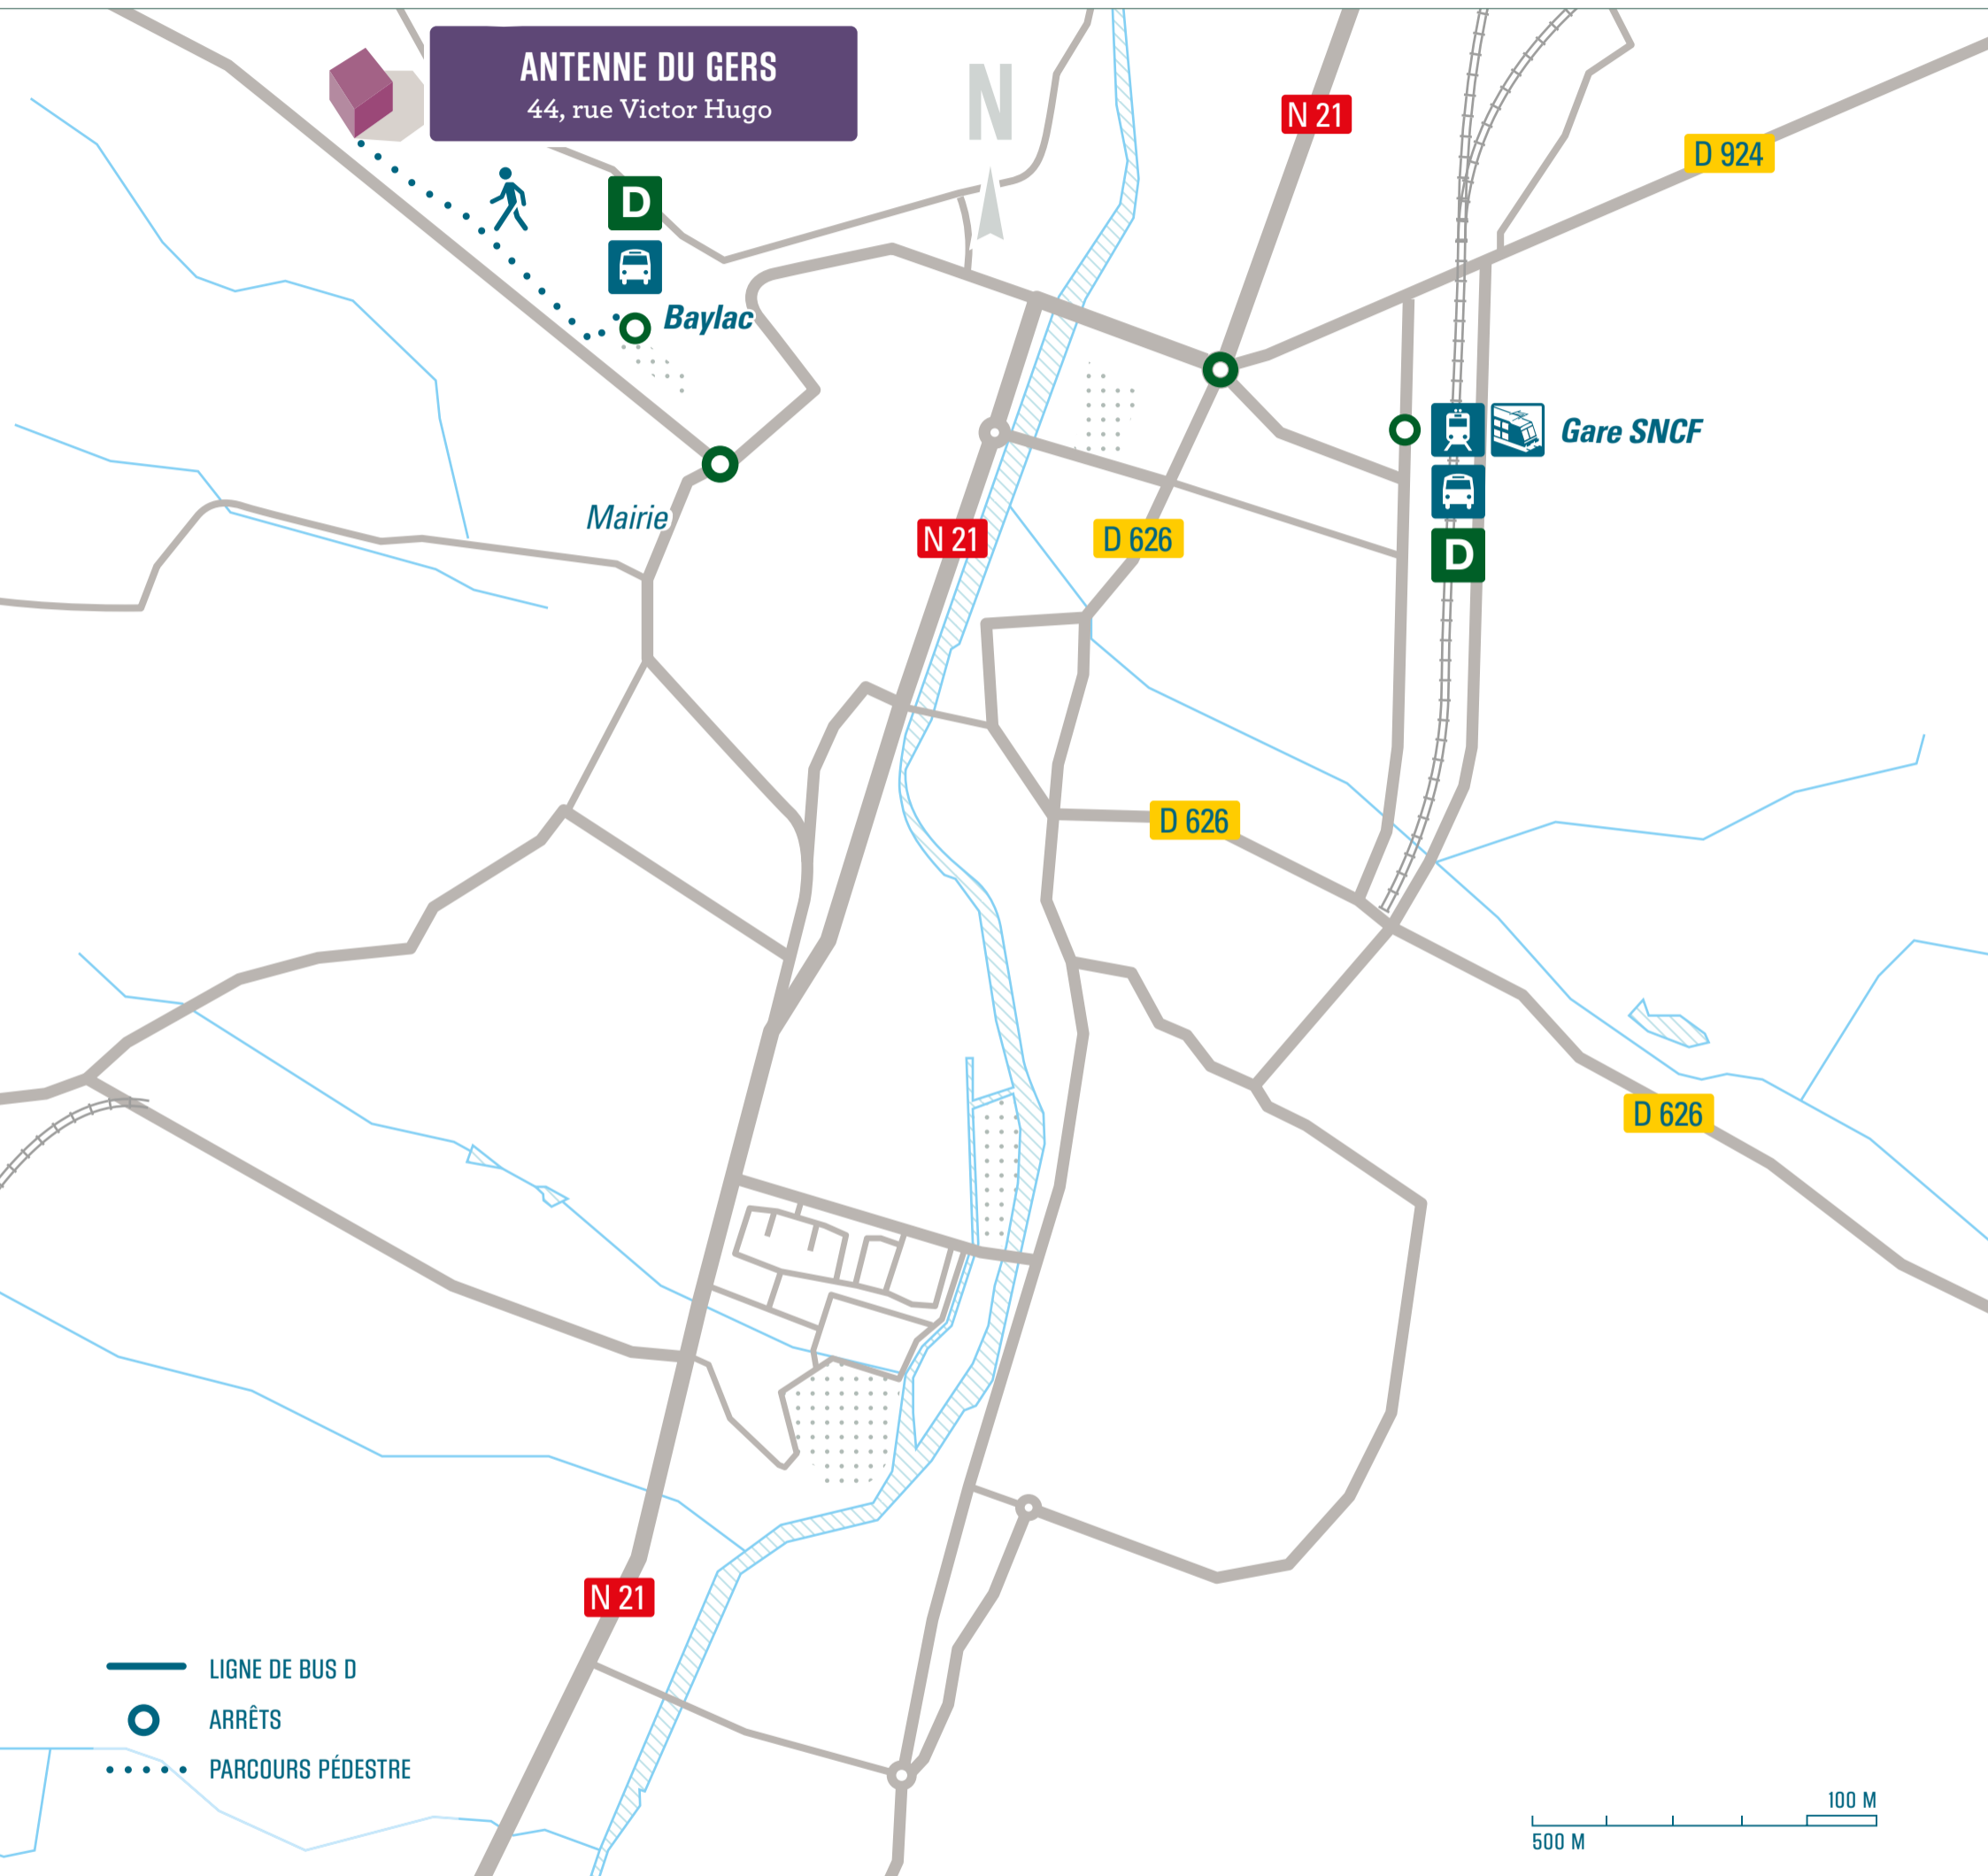 ANTENNE DU GERS
44, rue Victor Hugo
N
N 21
D 924
D
Baylac
Gare SNCF
Mairie
N 21
D 626
D
D 626
D 626
N 21
LIGNE DE BUS D
ARRÊTS
PARCOURS PÉDESTRE
100 M
500 M